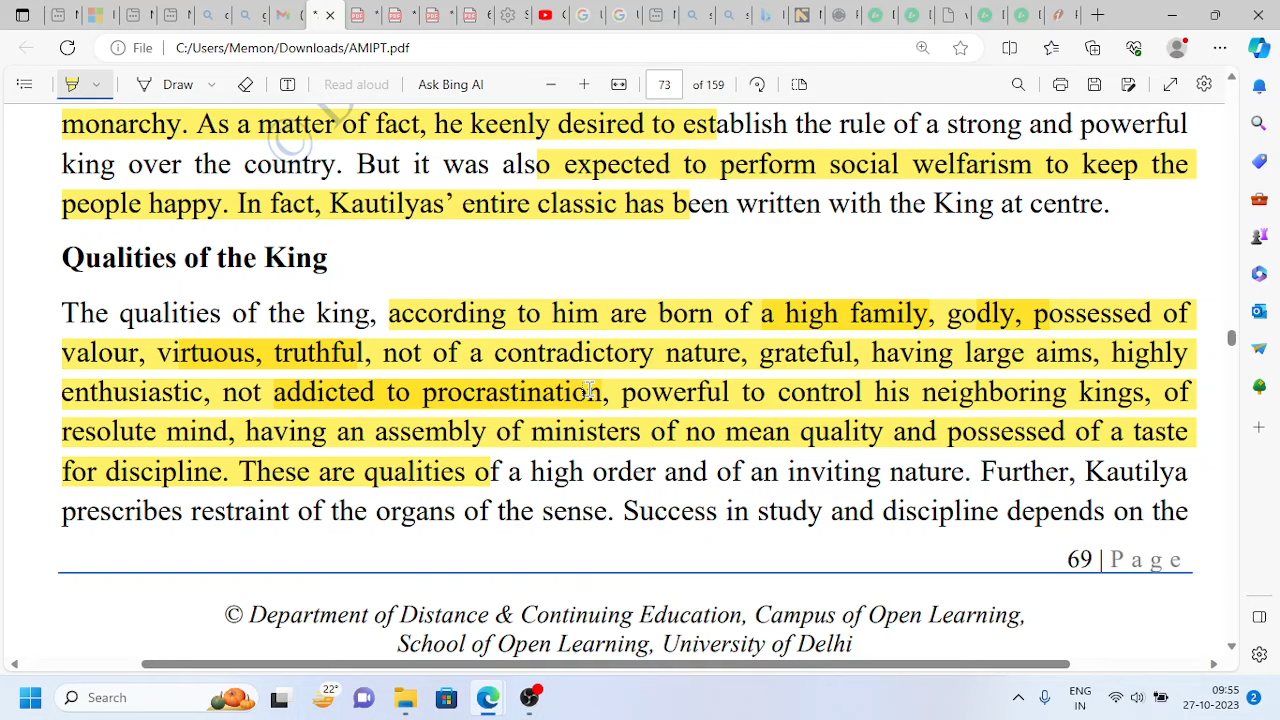 File C:/Users/Memon/Downloads/AMIPT.pdf
Draw Read aloud Ask Bing AI 73 of 159
monarchy. As a matter of fact, he keenly desired to establish the rule of a strong and powerful
king over the country. But it was also expected to perform social welfarism to keep the
people happy. In fact, Kautilyas’ entire classic has been written with the King at centre.
Qualities of the King
The qualities of the king, according to him are born of a high family, godly, possessed of
valour, virtuous, truthful, not of a contradictory nature, grateful, having large aims, highly
enthusiastic, not addicted to procrastination, powerful to control his neighboring kings, of
resolute mind, having an assembly of ministers of no mean quality and possessed of a taste
for discipline. These are qualities of a high order and of an inviting nature. Further, Kautilya
prescribes restraint of the organs of the sense. Success in study and discipline depends on the
69 | P a g e
© Department of Distance & Continuing Education, Campus of Open Learning,
School of Open Learning, University of Delhi
Search 22° ENG 09:55
IN 27-10-2023 2